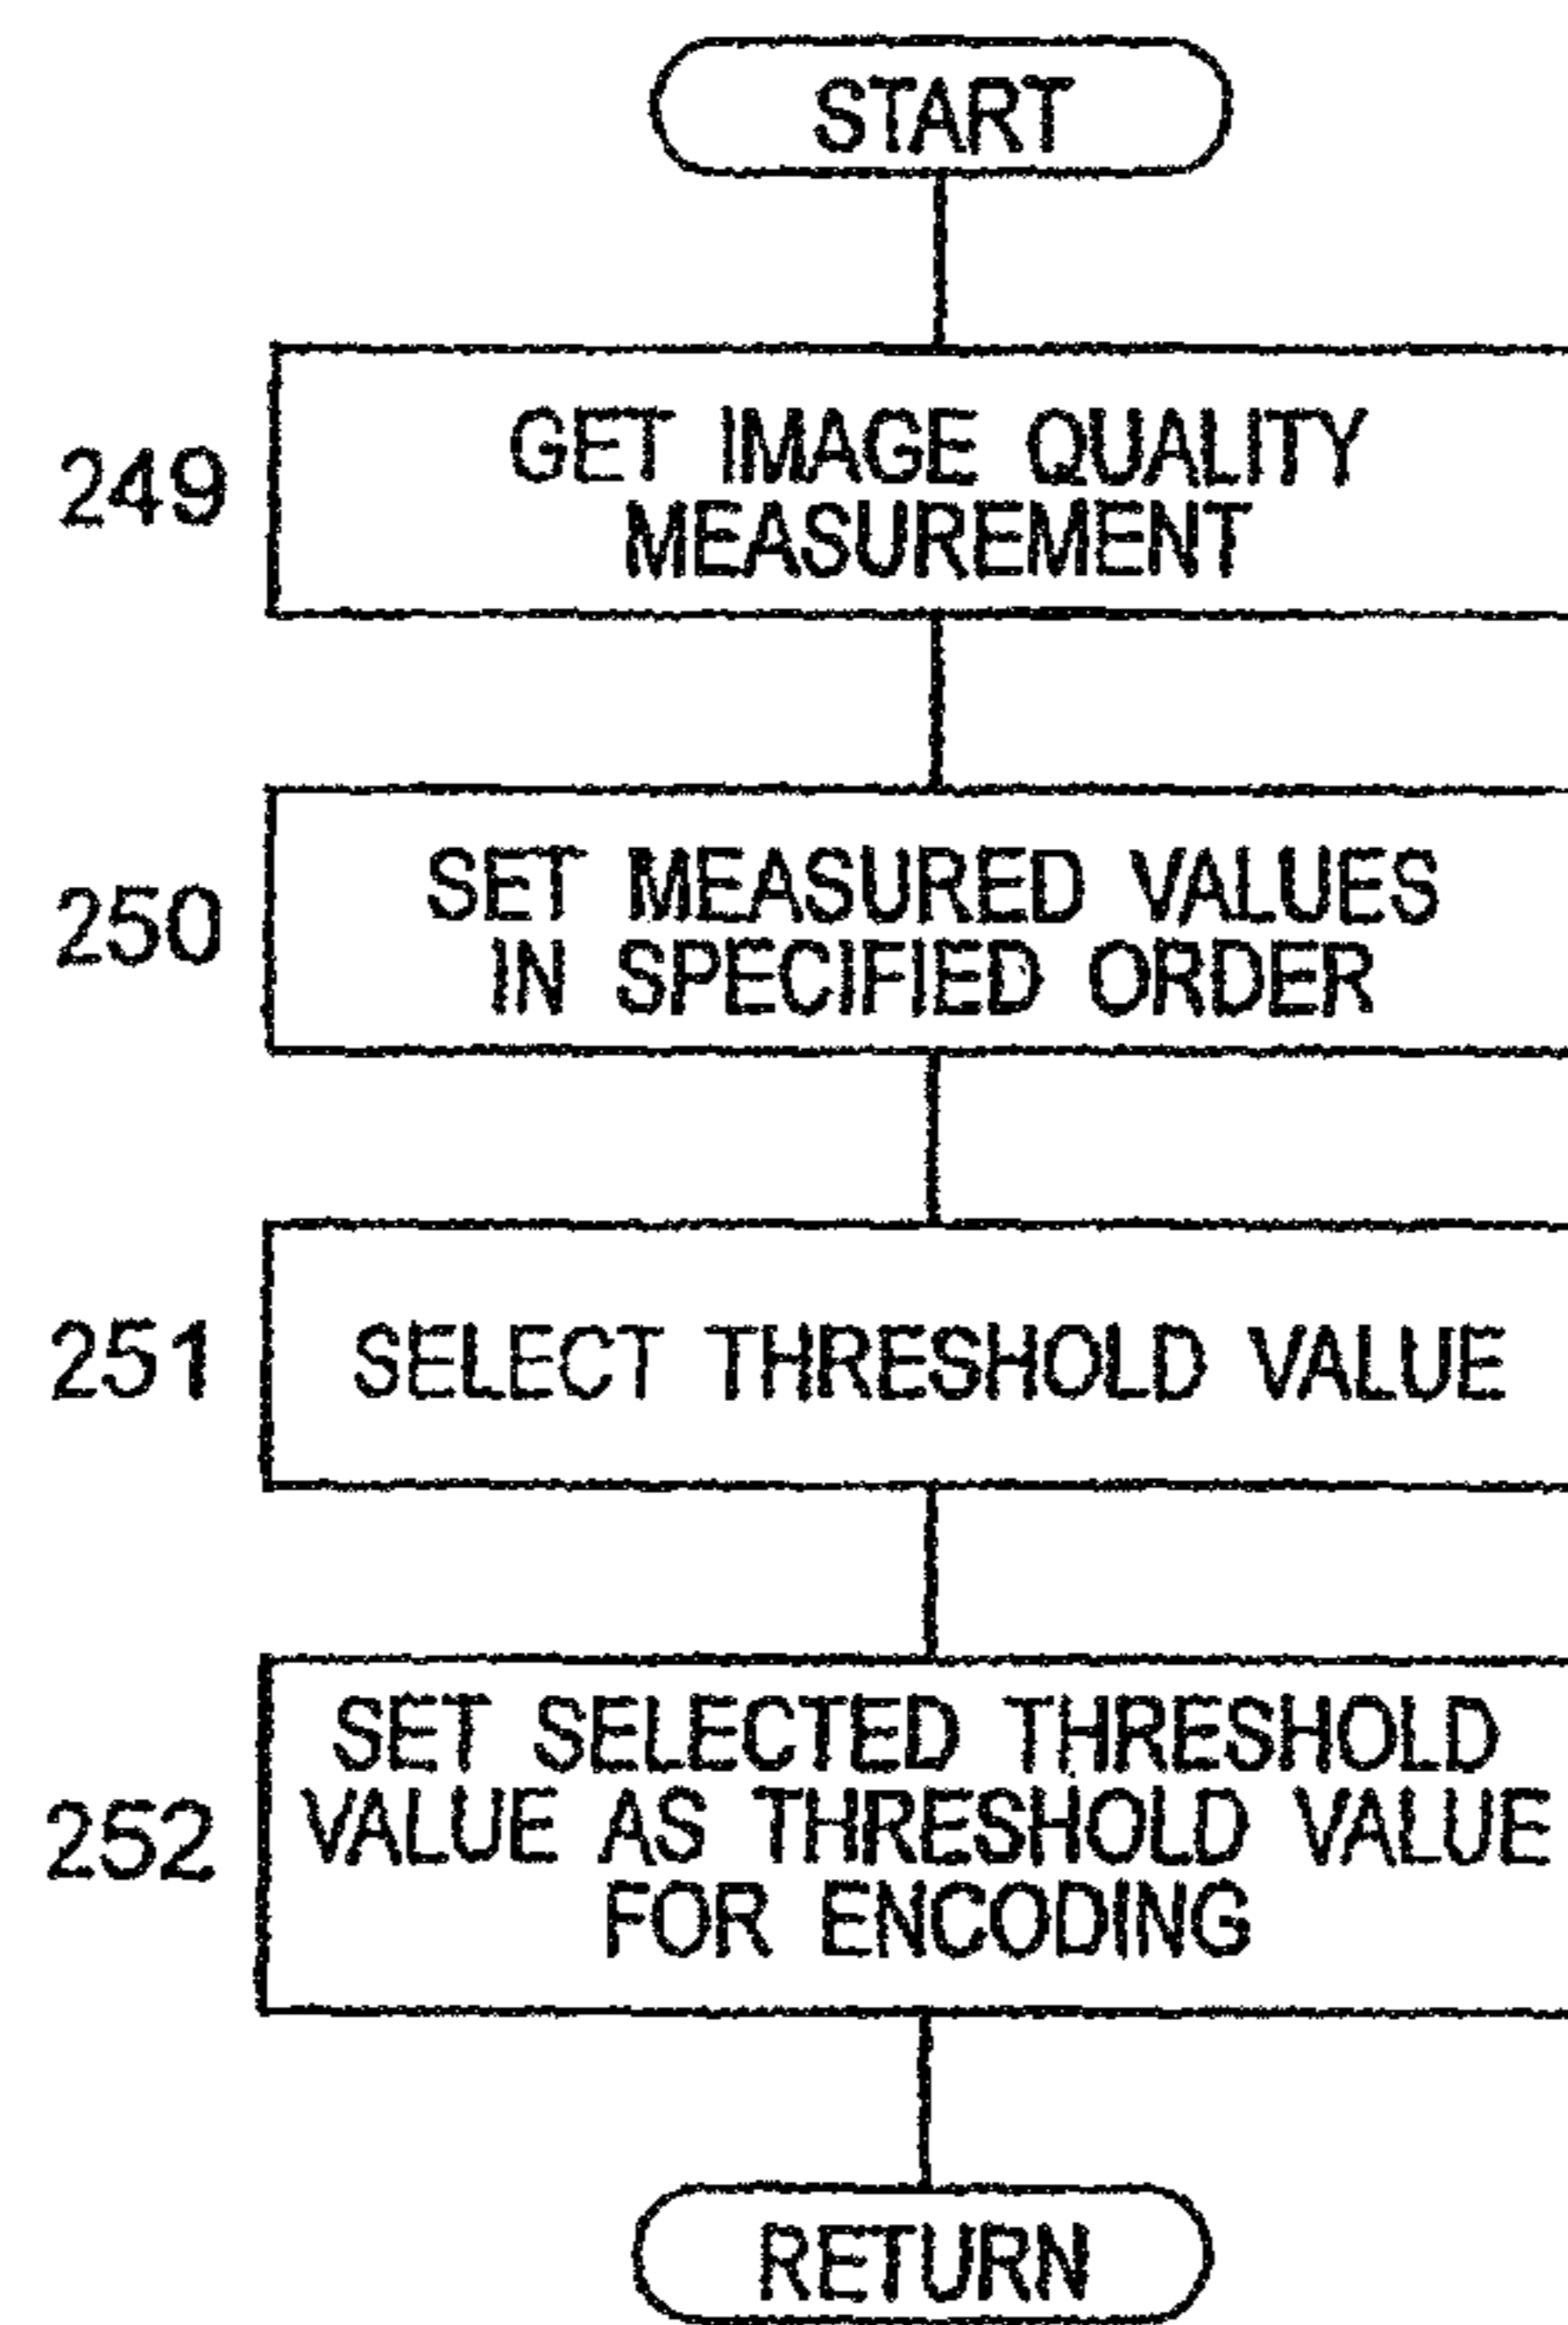 START
249
GET IMAGE QUALITY
MEASUREMENT
250
SET MEASURED VALUES
IN SPECIFIED ORDER
251
SELECT THRESHOLD VALUE
252
SET SELECTED THRESHOLD
VALUE AS THRESHOLD VALUE
FOR ENCODING
RETURN